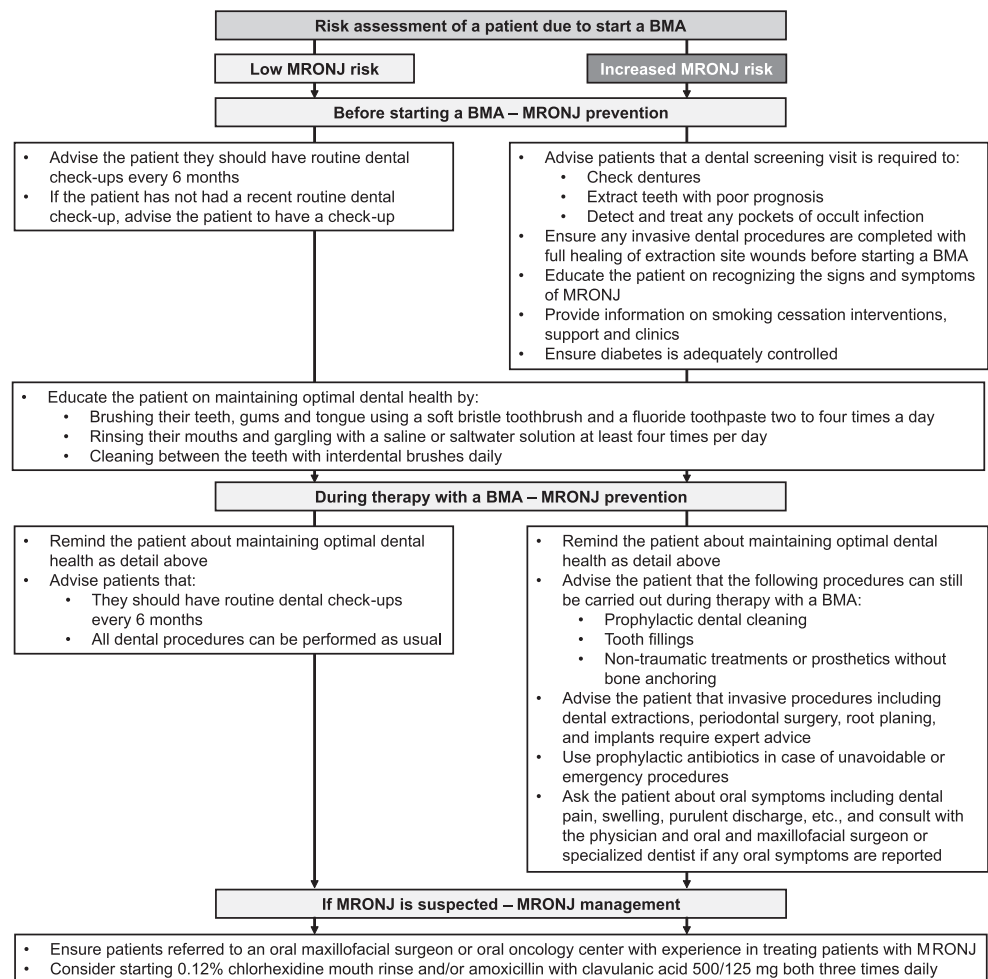 Risk assessment of a patient due to start a BMA
Low MRONJ risk
Increased MRONJ risk
Before starting a BMA – MRONJ prevention
• Advise the patient they should have routine dental
check-ups every 6 months
• If the patient has not had a recent routine dental
check-up, advise the patient to have a check-up
• Advise patients that a dental screening visit is required to:
• Check dentures
• Extract teeth with poor prognosis
• Detect and treat any pockets of occult infection
• Ensure any invasive dental procedures are completed with
full healing of extraction site wounds before starting a BMA
• Educate the patient on recognizing the signs and symptoms
of MRONJ
• Provide information on smoking cessation interventions,
support and clinics
• Ensure diabetes is adequately controlled
• Educate the patient on maintaining optimal dental health by:
• Brushing their teeth, gums and tongue using a soft bristle toothbrush and a fluoride toothpaste two to four times a day
• Rinsing their mouths and gargling with a saline or saltwater solution at least four times per day
• Cleaning between the teeth with interdental brushes daily
During therapy with a BMA – MRONJ prevention
• Remind the patient about maintaining optimal dental
health as detail above
• Advise patients that:
• They should have routine dental check-ups
every 6 months
• All dental procedures can be performed as usual
• Remind the patient about maintaining optimal dental
health as detail above
• Advise the patient that the following procedures can still
be carried out during therapy with a BMA:
• Prophylactic dental cleaning
• Tooth fillings
• Non-traumatic treatments or prosthetics without
bone anchoring
• Advise the patient that invasive procedures including
dental extractions, periodontal surgery, root planing,
and implants require expert advice
• Use prophylactic antibiotics in case of unavoidable or
emergency procedures
• Ask the patient about oral symptoms including dental
pain, swelling, purulent discharge, etc., and consult with
the physician and oral and maxillofacial surgeon or
specialized dentist if any oral symptoms are reported
If MRONJ is suspected – MRONJ management
• Ensure patients referred to an oral maxillofacial surgeon or oral oncology center with experience in treating patients with MRONJ
• Consider starting 0.12% chlorhexidine mouth rinse and/or amoxicillin with clavulanic acid 500/125 mg both three times daily